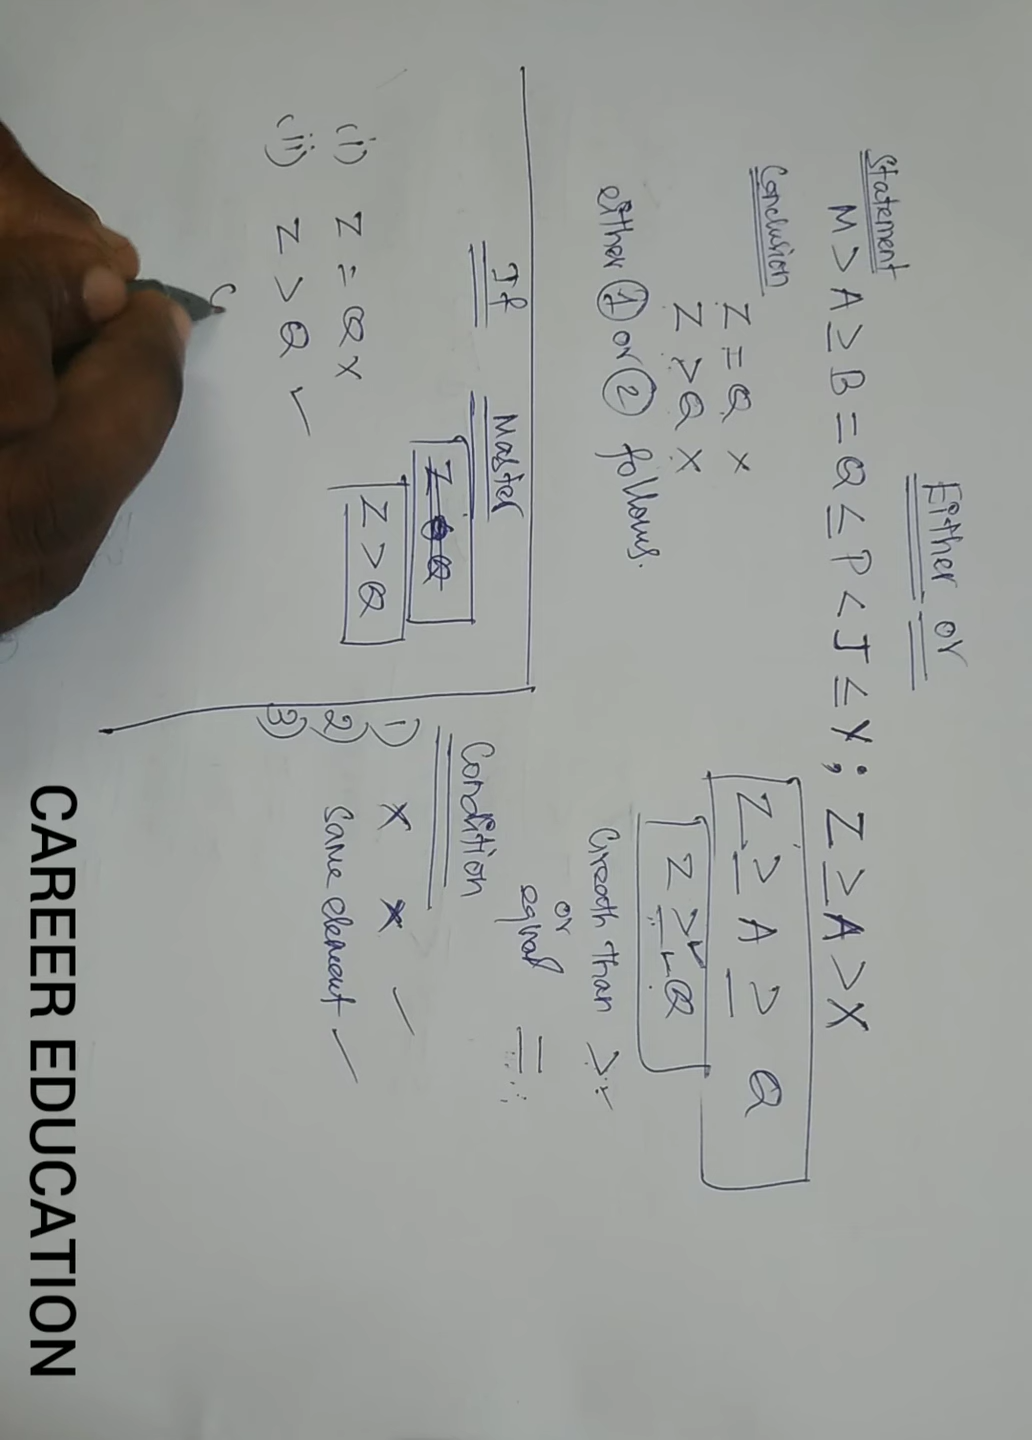 Either or
Statement
M > A ≥ B = Q ≤ P < J ≤ Y ; Z ≥ A > X
Conclusion
Z = Q ×
Z > Q ×
either ① or ② follows.
Z ≥ A ≥ Q
Z ≥ Q
Greath than >
or
equal =
If Master
Z Q
Z > Q
(i) Z = Q ×
(ii) Z > Q ✓
Condition
1) × × ✓
2) Same element ✓
3)
CAREER EDUCATION